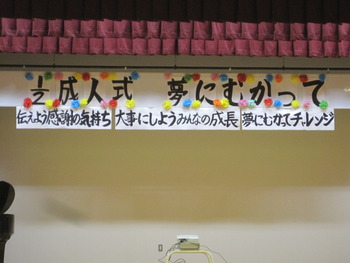 ½成人式 夢にむかって
伝えよう感謝の気持ち 大事にしようみんなの成長 夢にむかってチャレンジ